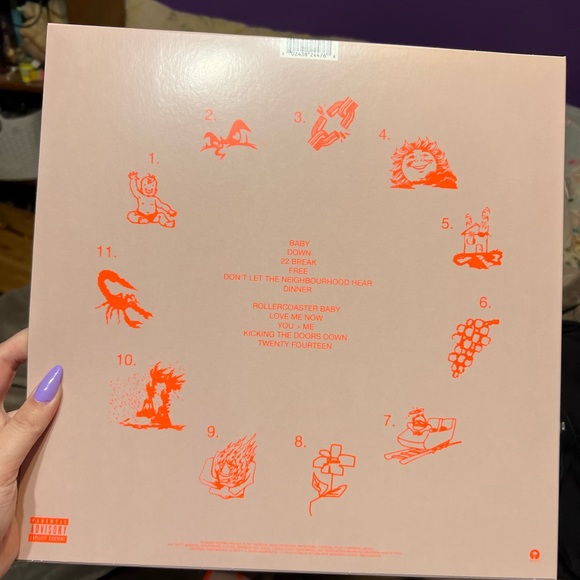 2.
3.
4.
1.
5.
BABY
DOWN
22 BREAK
FREE
DON'T LET THE NEIGHBOURHOOD HEAR
DINNER
11.
6.
ROLLERCOASTER BABY
LOVE ME NOW
YOU > ME
KICKING THE DOORS DOWN
TWENTY FOURTEEN
10.
7.
9.
8.
PARENTAL
ADVISORY
EXPLICIT CONTENT